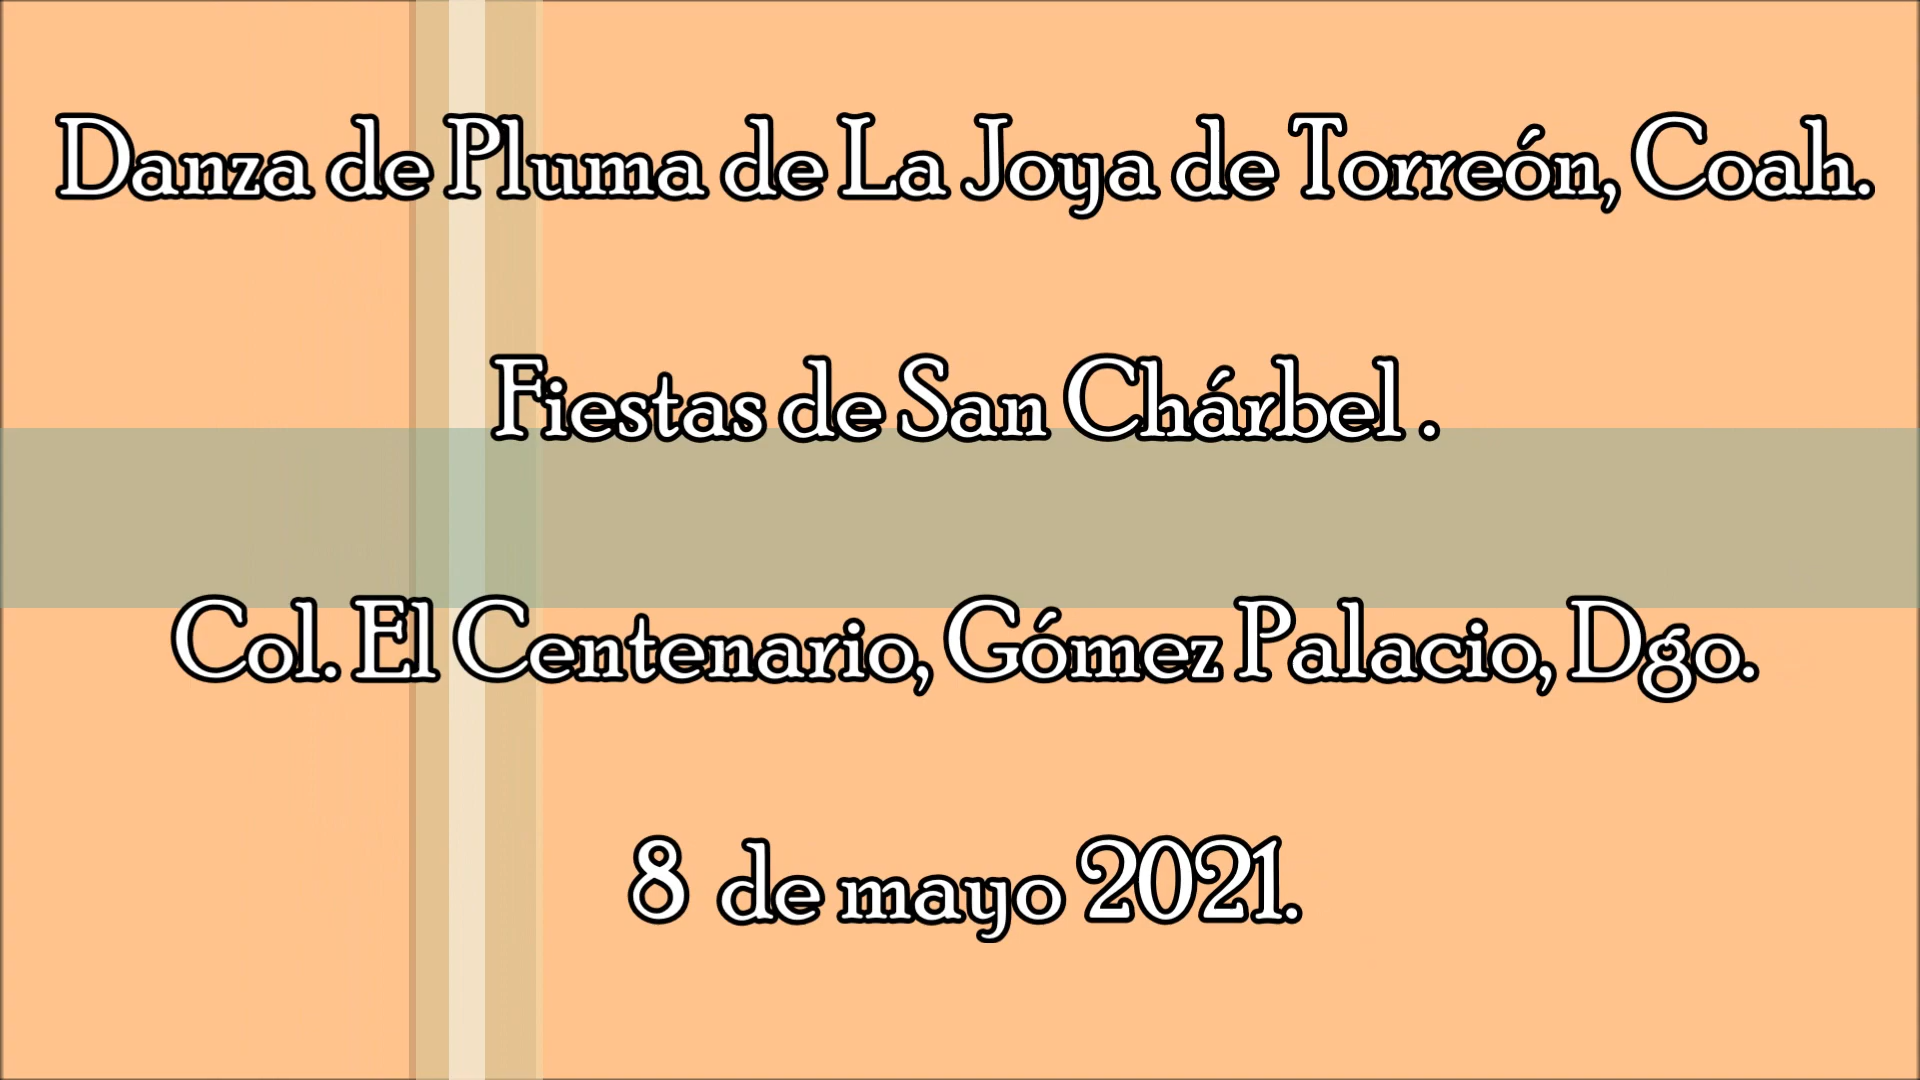 Danza de Pluma de La Joya de Torreón, Coah.
Fiestas de San Chárbel .
Col. El Centenario, Gómez Palacio, Dgo.
8 de mayo 2021.